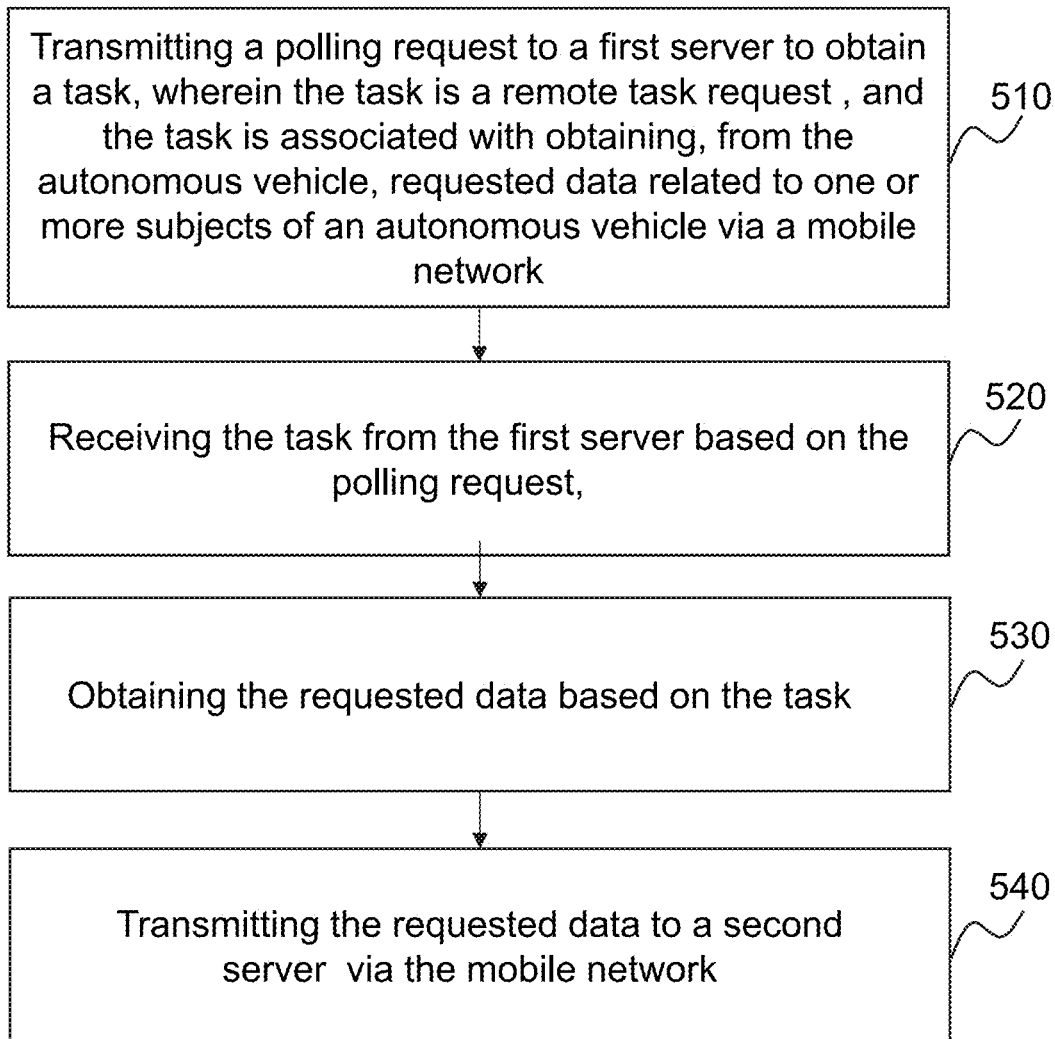 Transmitting a polling request to a first server to obtain
a task, wherein the task is a remote task request , and
the task is associated with obtaining, from the
autonomous vehicle, requested data related to one or
more subjects of an autonomous vehicle via a mobile
network
510
Receiving the task from the first server based on the
polling request,
520
Obtaining the requested data based on the task
530
Transmitting the requested data to a second
server via the mobile network
540